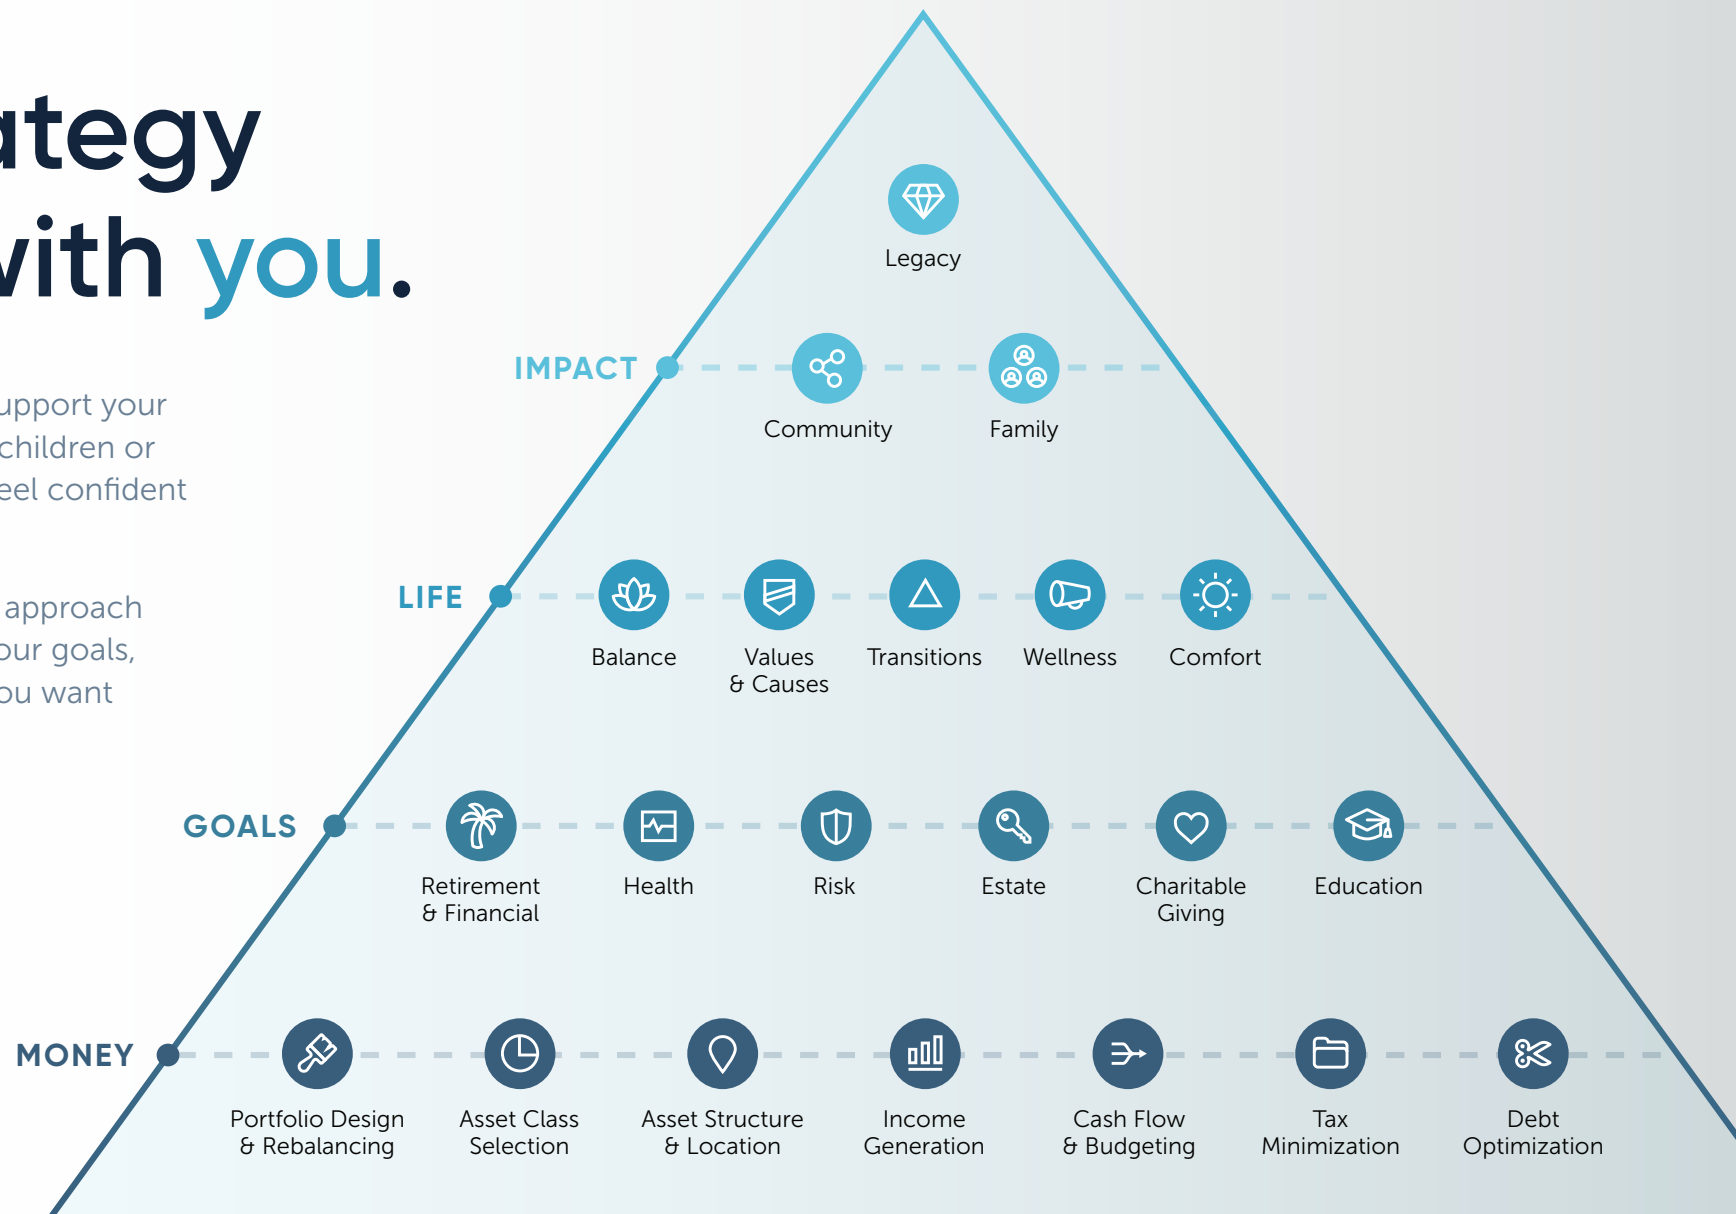 ategy
with you.
upport your
children or
eel confident
approach
our goals,
ou want
Legacy
IMPACT
Community Family
LIFE
Balance Values Transitions Wellness Comfort
& Causes
GOALS
Retirement Health Risk Estate Charitable Education
& Financial Giving
MONEY
Portfolio Design Asset Class Asset Structure Income Cash Flow Tax Debt
& Rebalancing Selection & Location Generation & Budgeting Minimization Optimization